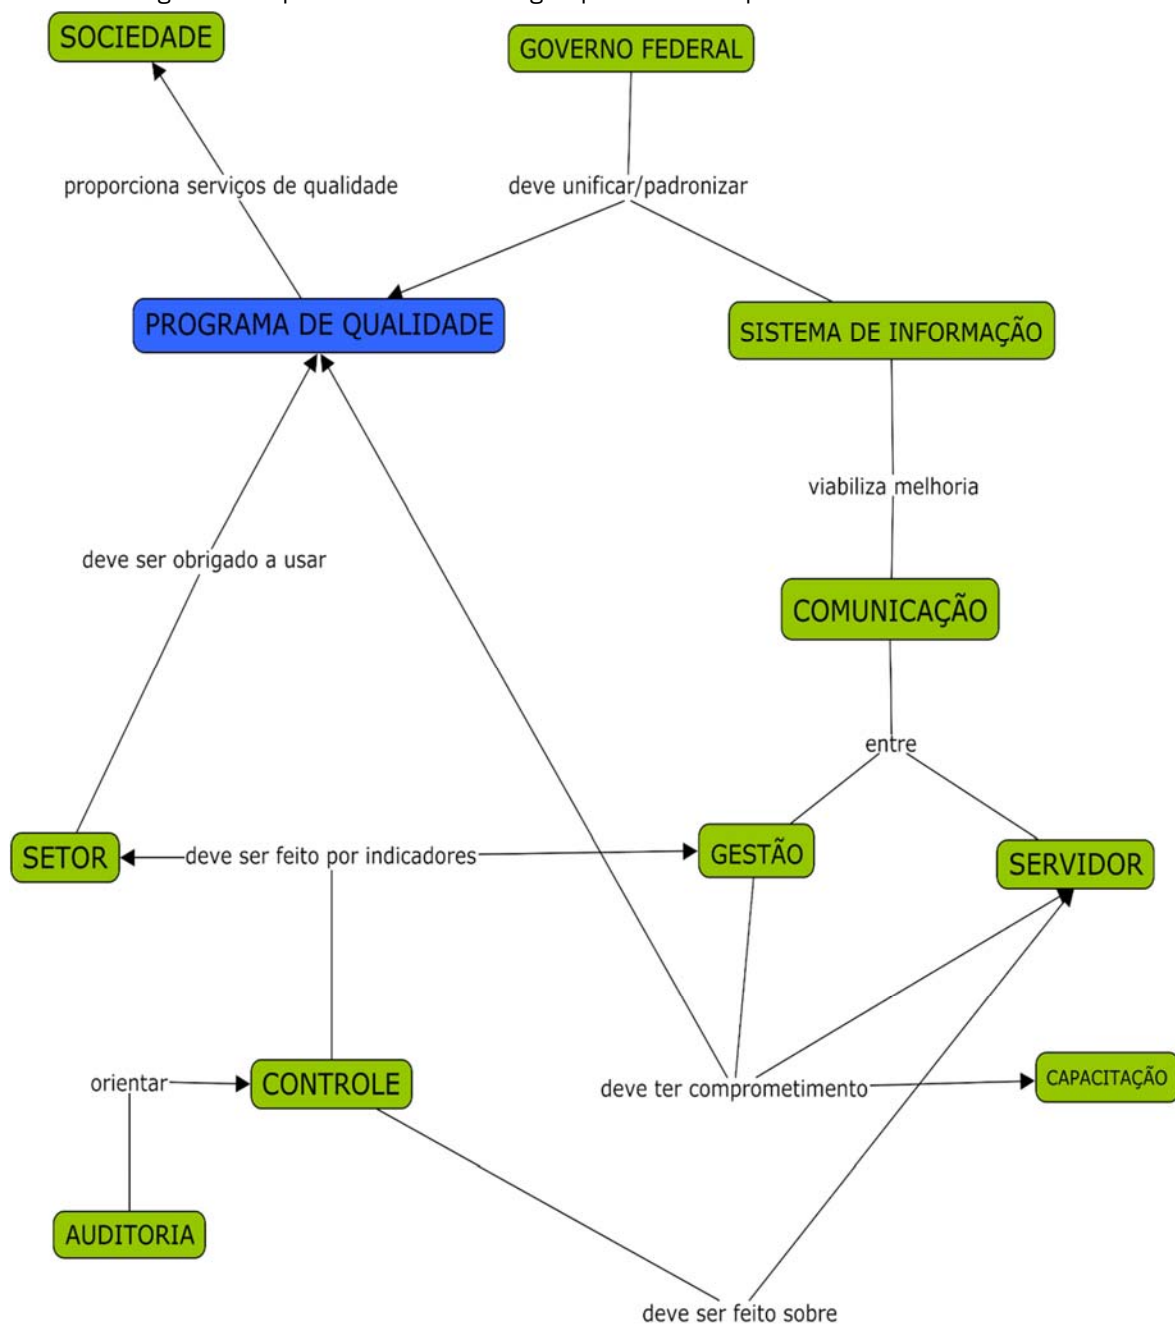 SOCIEDADE
GOVERNO FEDERAL
proporciona serviços de qualidade
deve unificar/padronizar
PROGRAMA DE QUALIDADE
SISTEMA DE INFORMAÇÃO
viabiliza melhoria
deve ser obrigado a usar
COMUNICAÇÃO
entre
SETOR
deve ser feito por indicadores
GESTÃO
SERVIDOR
orientar
CONTROLE
deve ter comprometimento
CAPACITAÇÃO
AUDITORIA
deve ser feito sobre